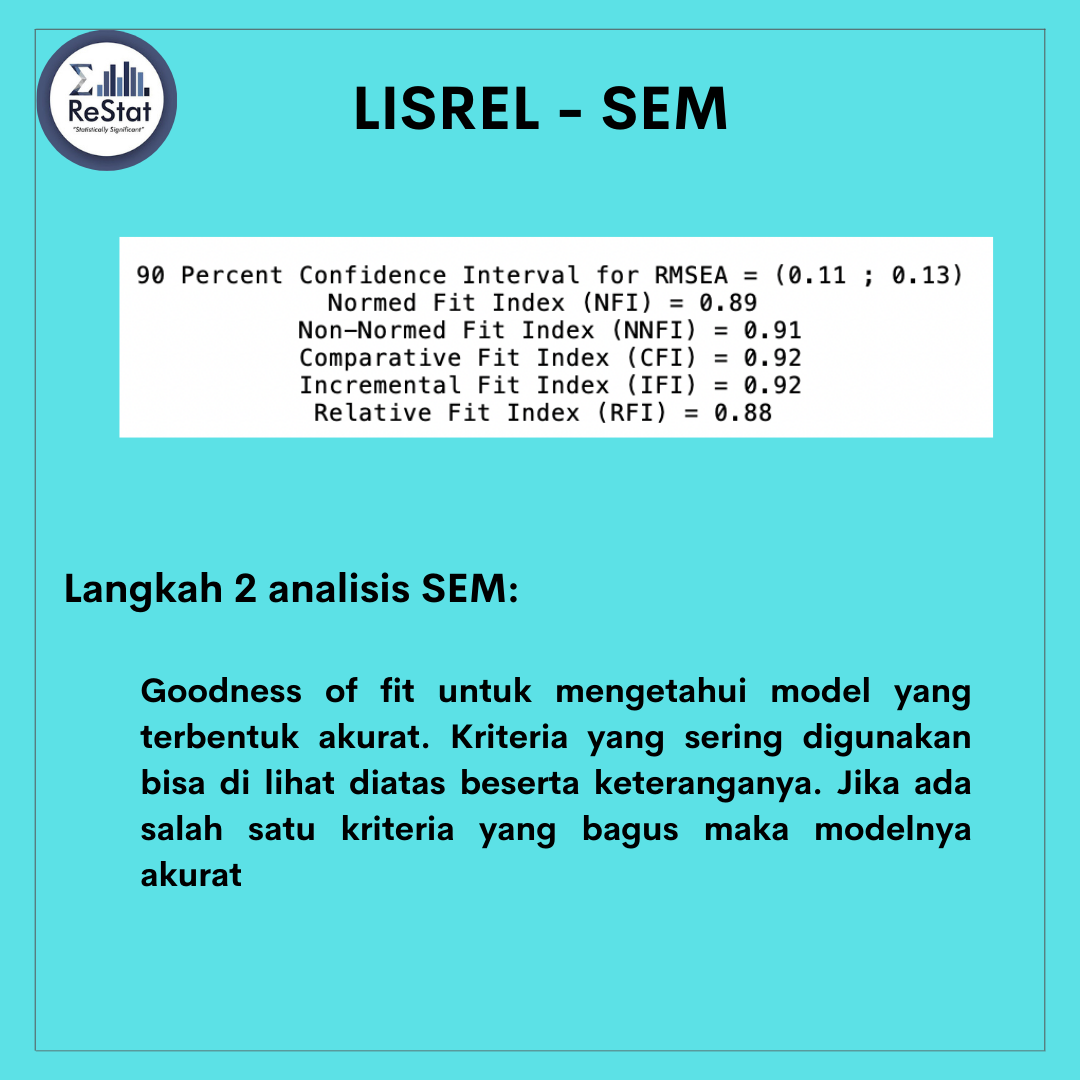 ReStat
"Statistically Significant"
LISREL - SEM
90 Percent Confidence Interval for RMSEA = (0.11 ; 0.13)
Normed Fit Index (NFI) = 0.89
Non-Normed Fit Index (NNFI) = 0.91
Comparative Fit Index (CFI) = 0.92
Incremental Fit Index (IFI) = 0.92
Relative Fit Index (RFI) = 0.88
Langkah 2 analisis SEM:
Goodness of fit untuk mengetahui model yang
terbentuk akurat. Kriteria yang sering digunakan
bisa di lihat diatas beserta keteranganya. Jika ada
salah satu kriteria yang bagus maka modelnya
akurat